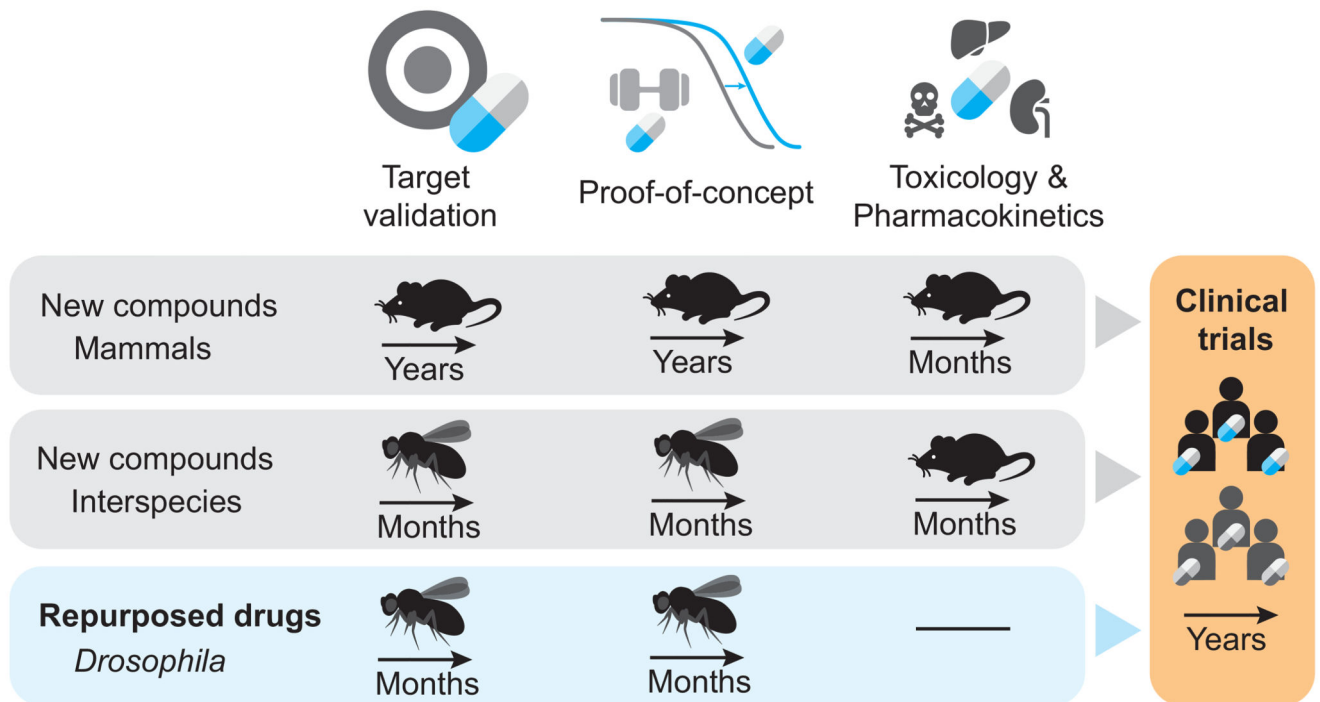 Target
validation
Proof-of-concept
Toxicology &
Pharmacokinetics
New compounds
Mammals
Years
Years
Months
New compounds
Interspecies
Months
Months
Months
Repurposed drugs
Drosophila
Months
Months
Clinical
trials
Years